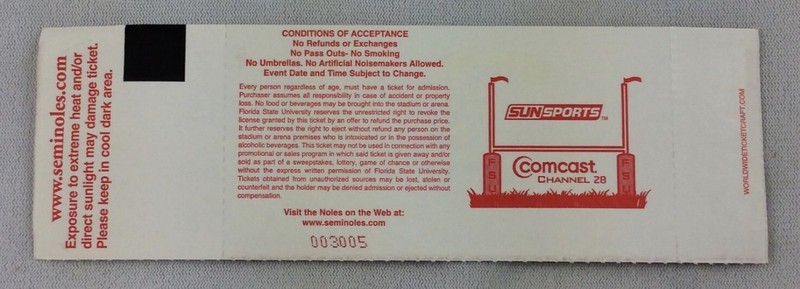 www.seminoles.com
Exposure to extreme heat and/or
direct sunlight may damage ticket.
Please keep in cool dark area.
CONDITIONS OF ACCEPTANCE
No Refunds or Exchanges
No Pass Outs- No Smoking
No Umbrellas. No Artificial Noisemakers Allowed.
Event Date and Time Subject to Change.
Every person regardless of age, must have a ticket for admission.
Purchaser assumes all responsibility in case of accident or property
loss. No food or beverages may be brought into the stadium or arena.
Florida State University reserves the unrestricted right to revoke the
license granted by this ticket by an offer to refund the purchase price.
It further reserves the right to eject without refund any person on the
stadium or arena premises who is intoxicated or in the possession of
alcoholic beverages. This ticket may not be used in connection with any
promotional or sales program in which said ticket is given away and/or
sold as part of a sweepstakes, lottery, game of chance or otherwise
without the express written permission of Florida State University.
Tickets obtained from unauthorized sources may be lost, stolen or
counterfeit and the holder may be denied admission or ejected without
compensation.
Visit the Noles on the Web at:
www.seminoles.com
003005
SUNSPORTS TM
FSU
comcast.
CHANNEL 28
FSU
WORLDWIDETICKETCRAFT.COM